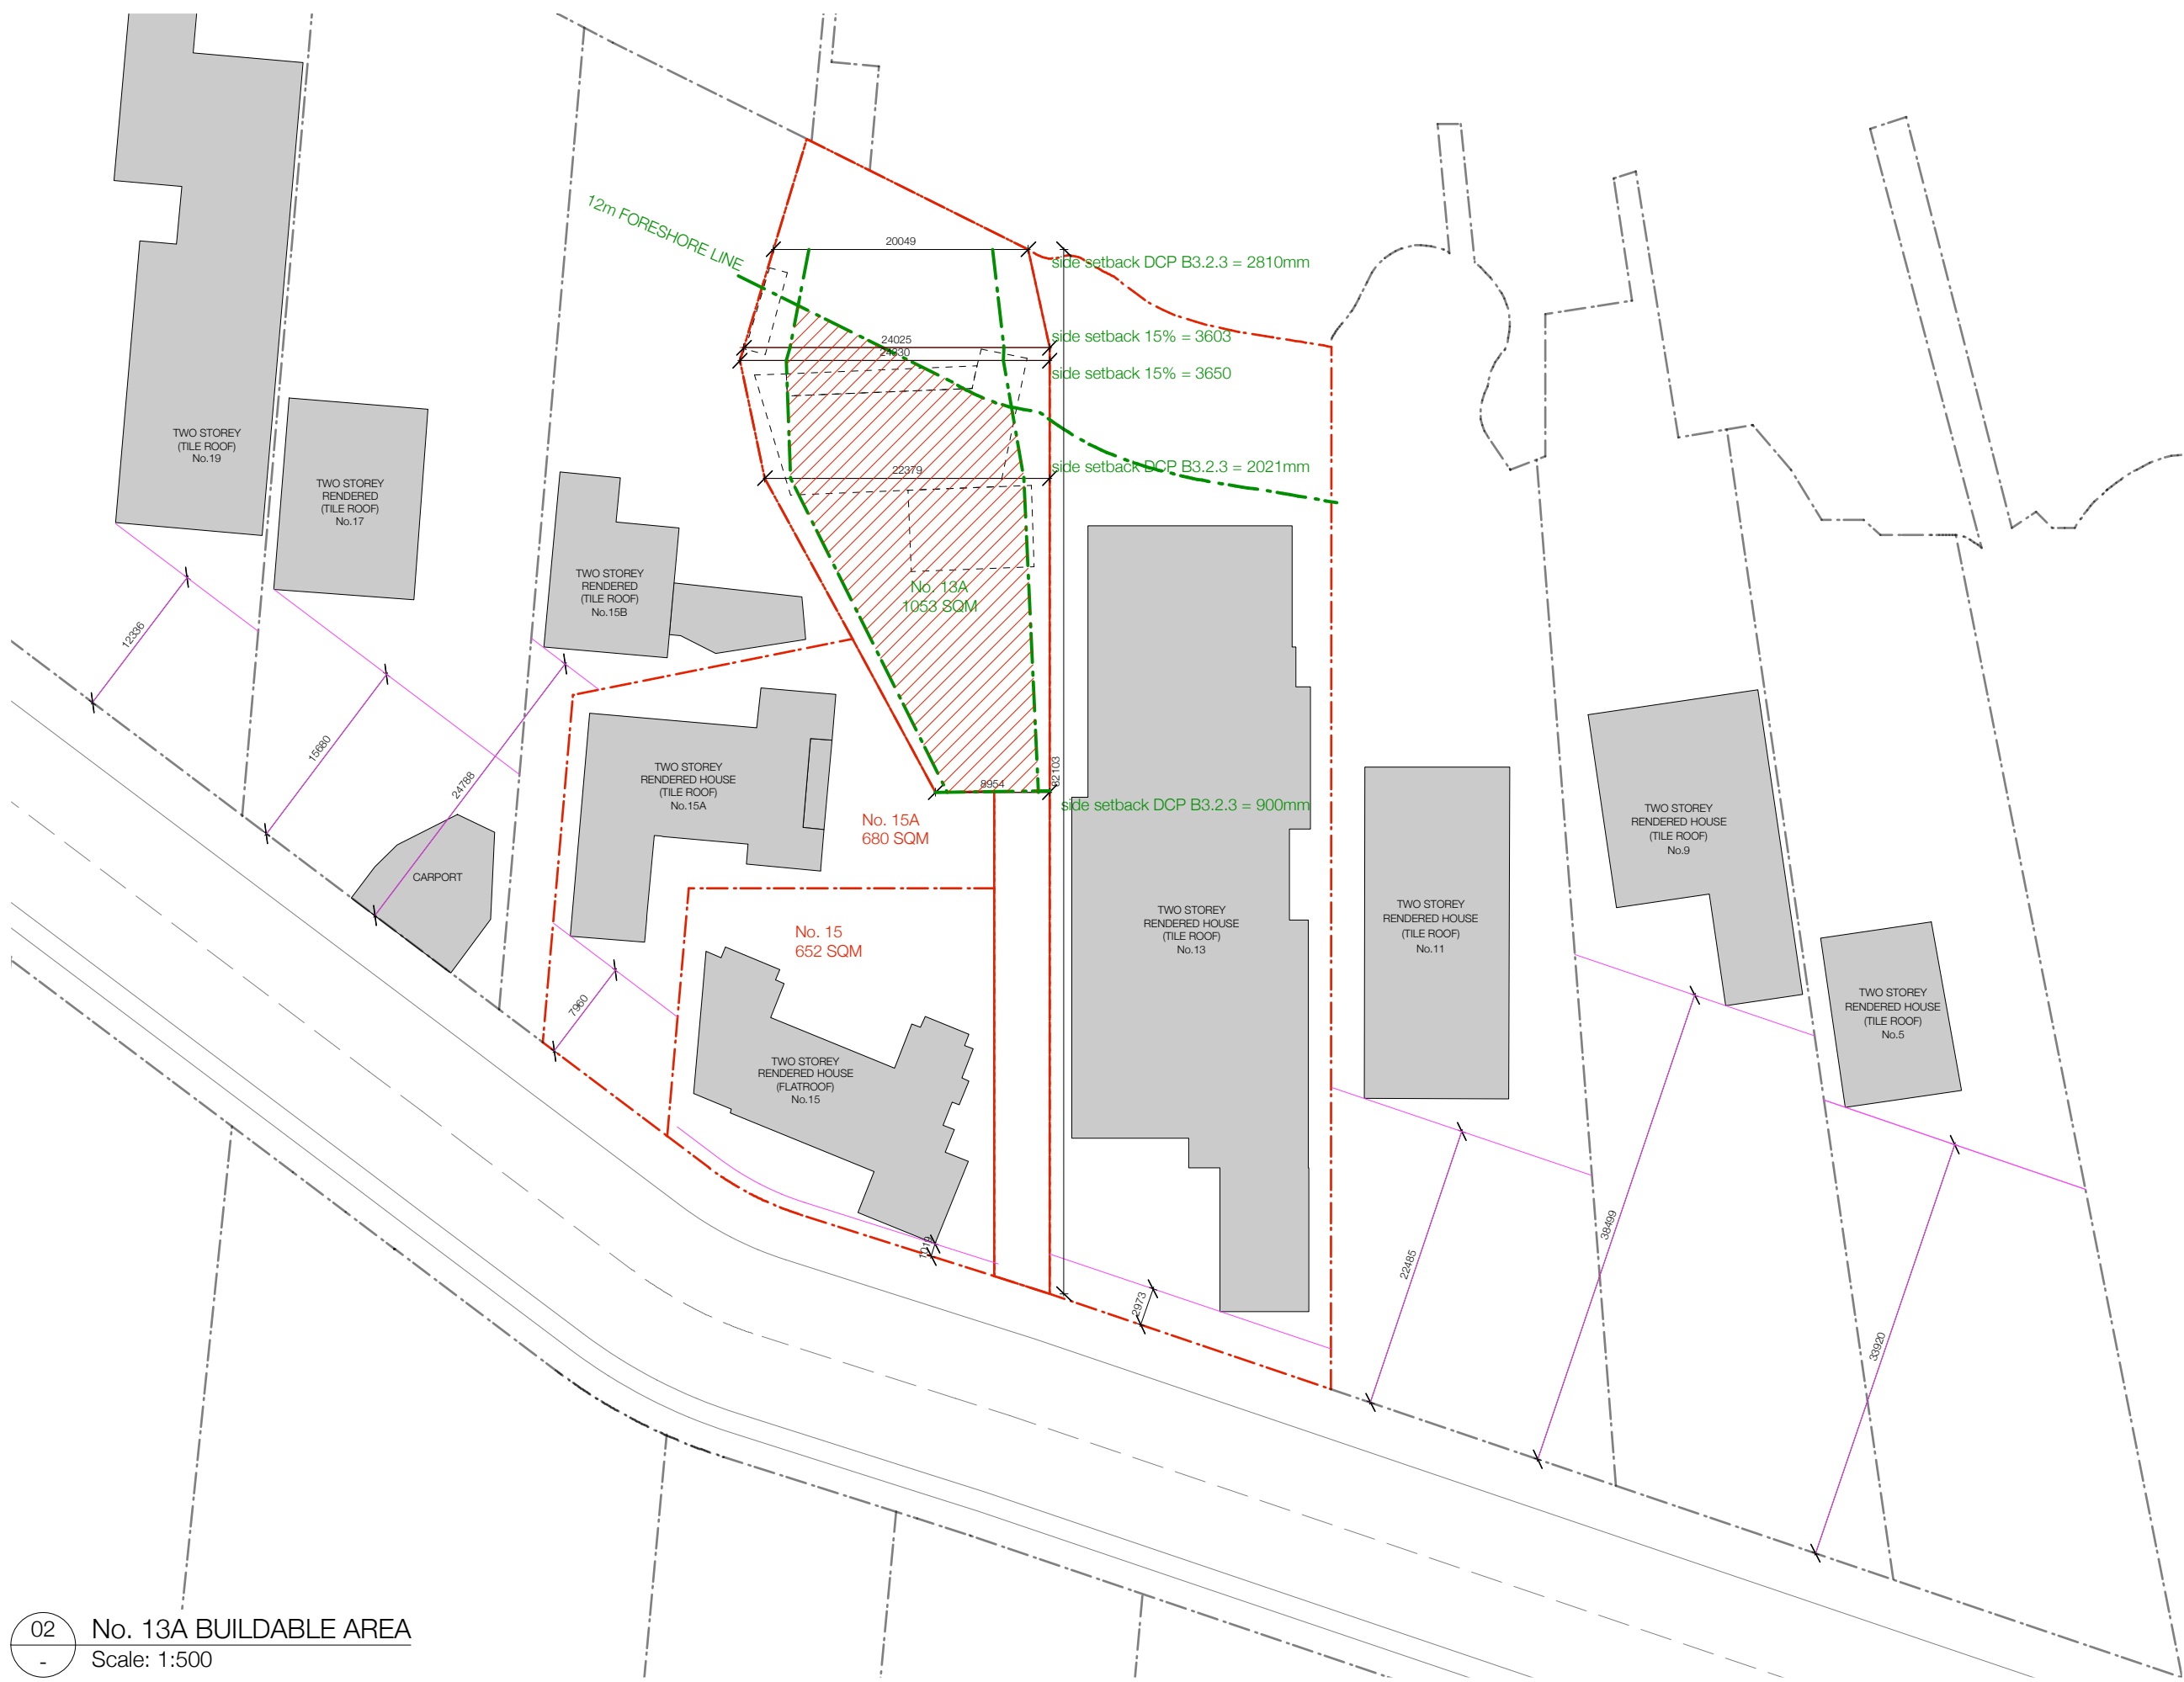 12m FORESHORE LINE
20049
side setback DCP B3.2.3 = 2810mm
side setback 15% = 3603
24025
24330
side setback 15% = 3650
22379
side setback DCP B3.2.3 = 2021mm
TWO STOREY
(TILE ROOF)
No.19
TWO STOREY
RENDERED
(TILE ROOF)
No.17
TWO STOREY
RENDERED
(TILE ROOF)
No.15B
No. 13A
1053 SQM
12336
15680
24788
TWO STOREY
RENDERED HOUSE
(TILE ROOF)
No.15A
8954
82103
side setback DCP B3.2.3 = 900mm
No. 15A
680 SQM
CARPORT
TWO STOREY
RENDERED HOUSE
(TILE ROOF)
No.9
No. 15
652 SQM
TWO STOREY
RENDERED HOUSE
(TILE ROOF)
No.13
TWO STOREY
RENDERED HOUSE
(TILE ROOF)
No.11
7960
TWO STOREY
RENDERED HOUSE
(TILE ROOF)
No.5
TWO STOREY
RENDERED HOUSE
(FLATROOF)
No.15
2973
22485
38499
33920
02
-
No. 13A BUILDABLE AREA
Scale: 1:500